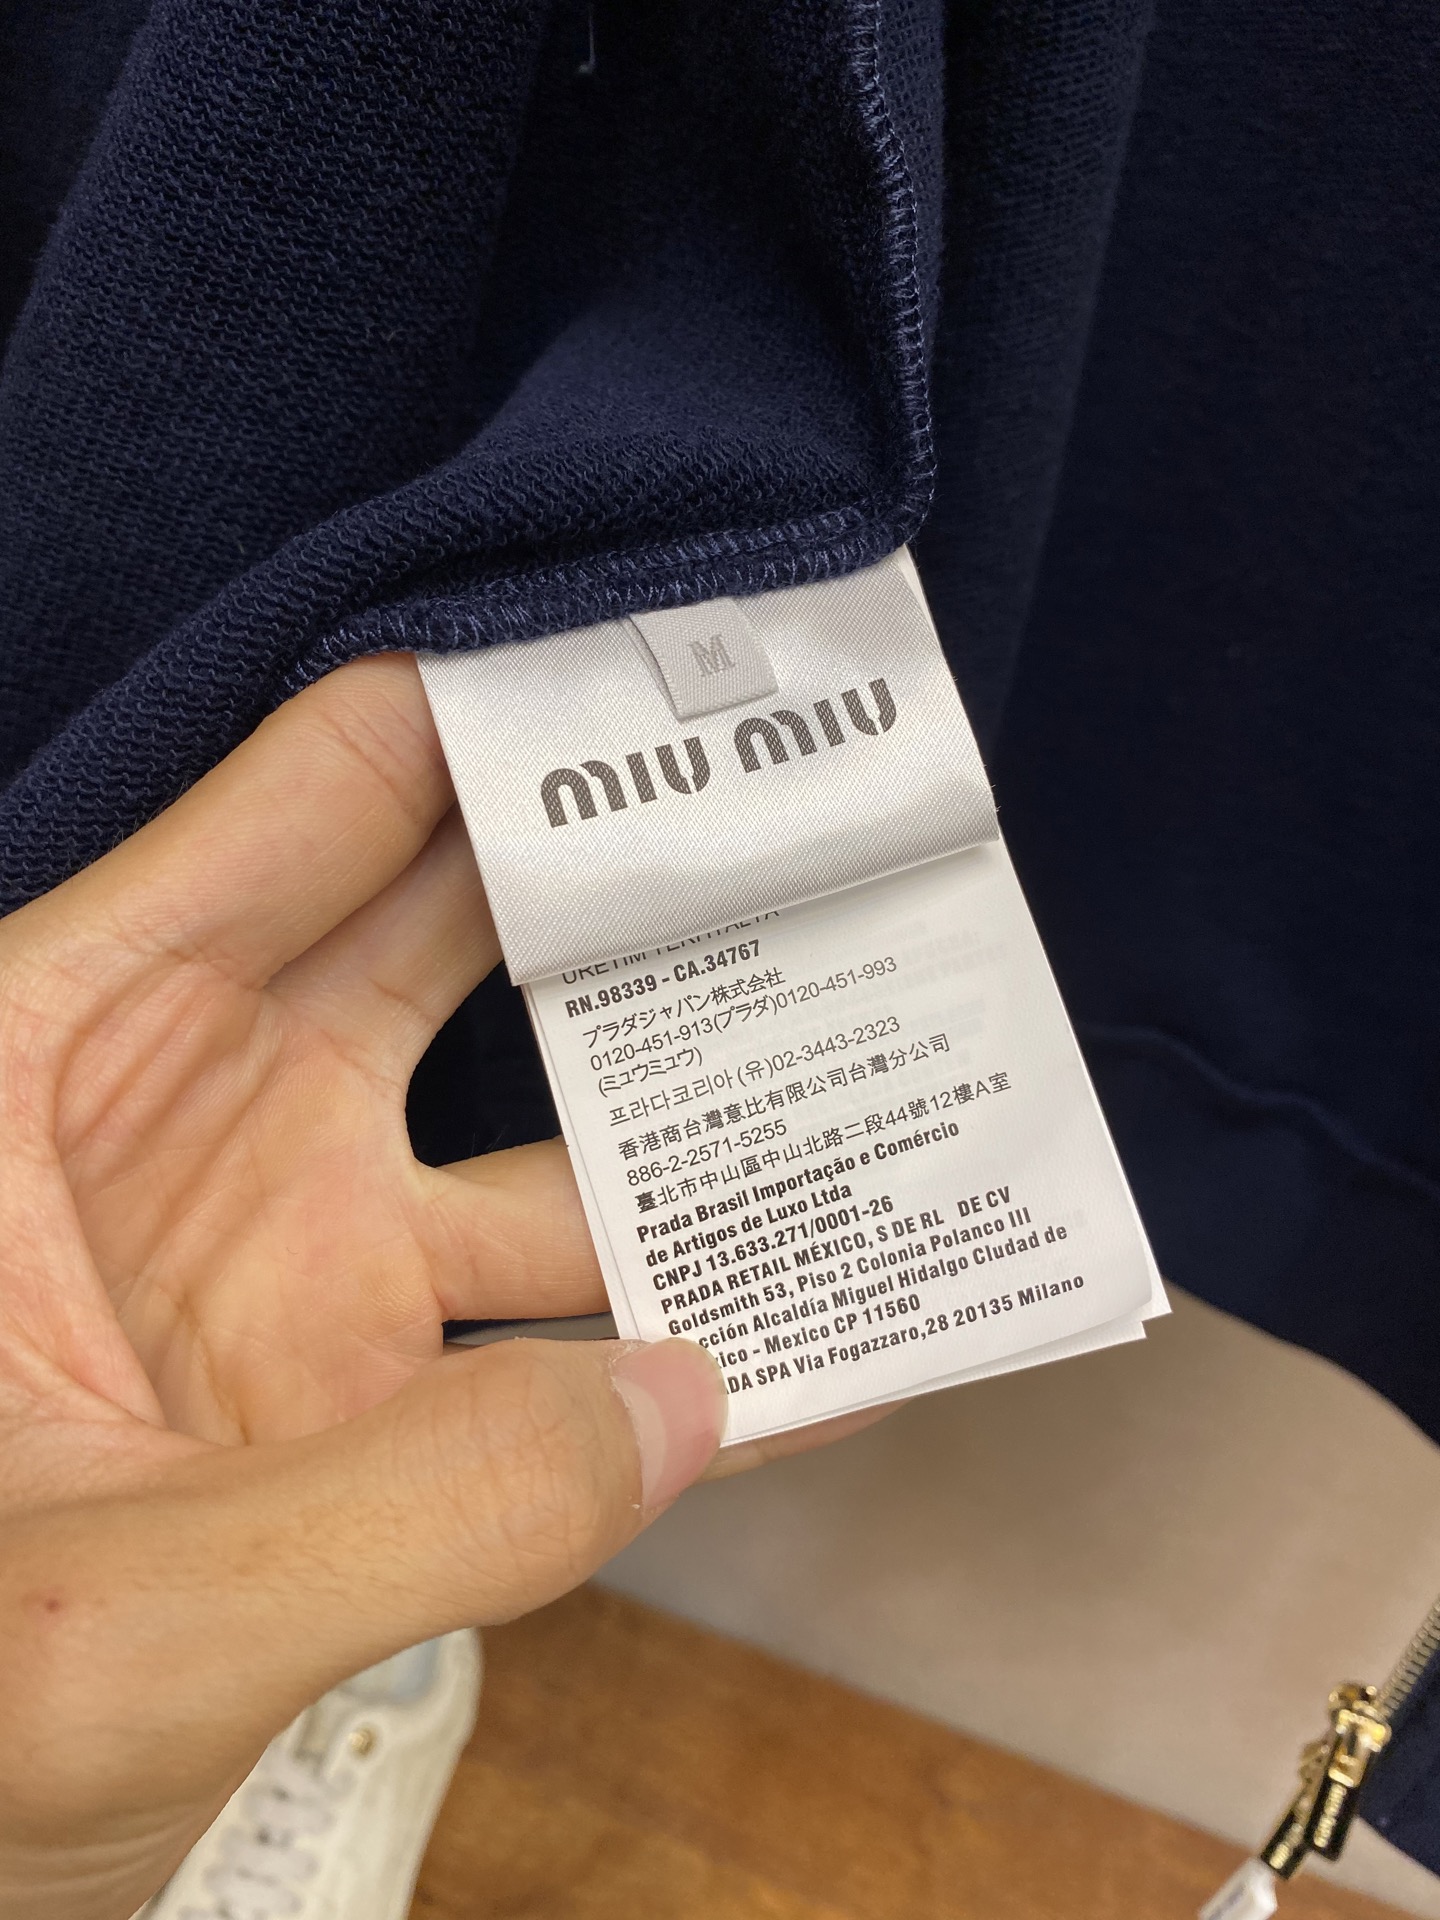 M
miu miu
RN.98339 - CA.34767
プラダジャパン株式会社
0120-451-913(プラダ)0120-451-993
(ミュウミュウ)
프라다코리아(유)02-3443-2323
香港商台灣意比有限公司台灣分公司
886-2-2571-5255
臺北市中山區中山北路二段44號12樓A室
Prada Brasil Importação e Comércio
de Artigos de Luxo Ltda
CNPJ 13.633.271/0001-26
PRADA RETAIL MÉXICO, S DE RL DE CV
Goldsmith 53, Piso 2 Colonia Polanco III
cción Alcaldía Miguel Hidalgo Cludad de
xico - Mexico CP 11560
DA SPA Via Fogazzaro,28 20135 Milano